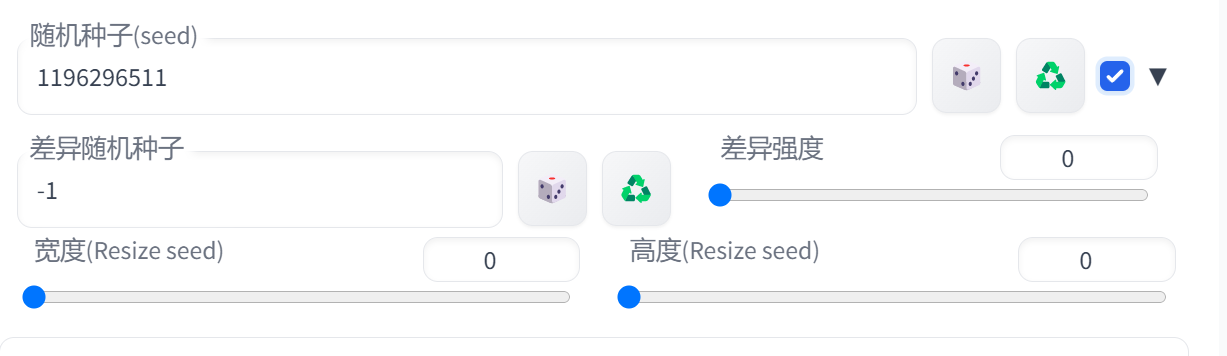 随机种子(seed)
1196296511
差异随机种子
-1
差异强度
0
宽度(Resize seed)
0
高度(Resize seed)
0